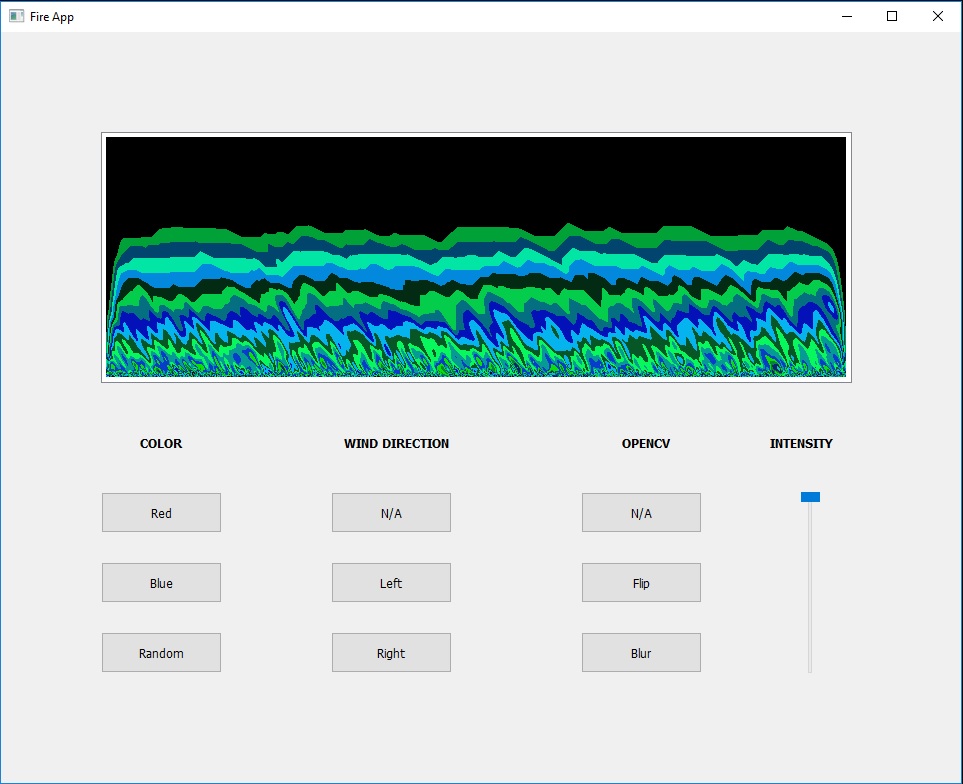 Fire App
COLOR
WIND DIRECTION
OPENCV
INTENSITY
Red
N/A
N/A
Blue
Left
Flip
Random
Right
Blur